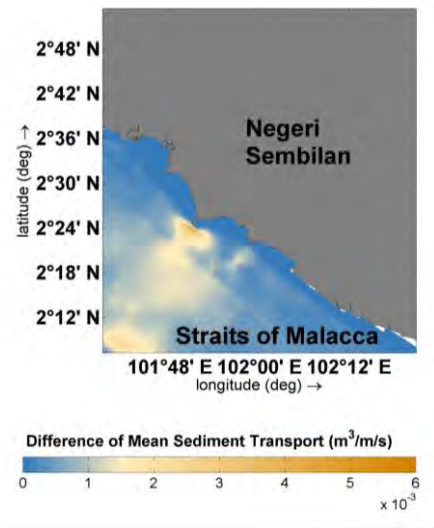 2°48' N
2°42' N
2°36' N
2°30' N
2°24' N
2°18' N
2°12' N
latitude (deg) →
Negeri
Sembilan
Straits of Malacca
101°48' E 102°00' E 102°12' E
longitude (deg) →
Difference of Mean Sediment Transport (m³/m/s)
0 1 2 3 4 5 6
x 10⁻³